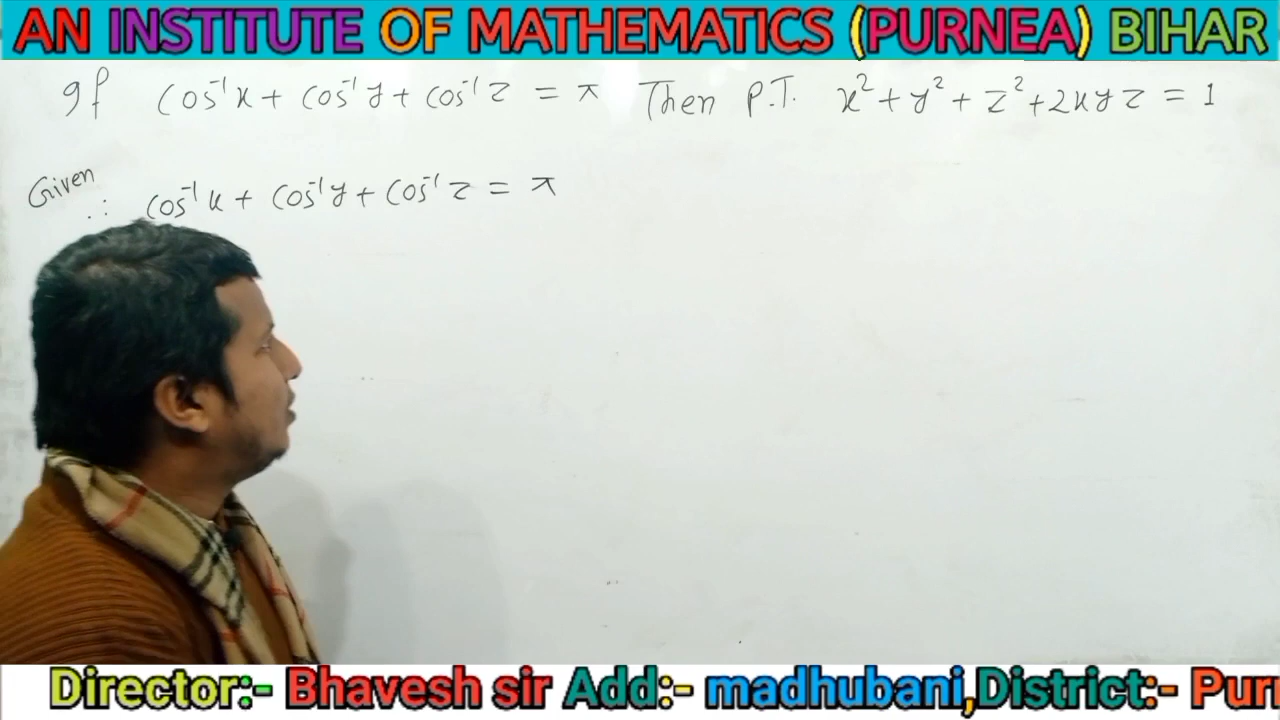 AN INSTITUTE OF MATHEMATICS (PURNEA) BIHAR
If cos⁻¹x + cos⁻¹y + cos⁻¹z = π Then P.T. x² + y² + z² + 2xyz = 1
Given
∴ cos⁻¹x + cos⁻¹y + cos⁻¹z = π
Director:- Bhavesh sir Add:- madhubani,District:- Purn